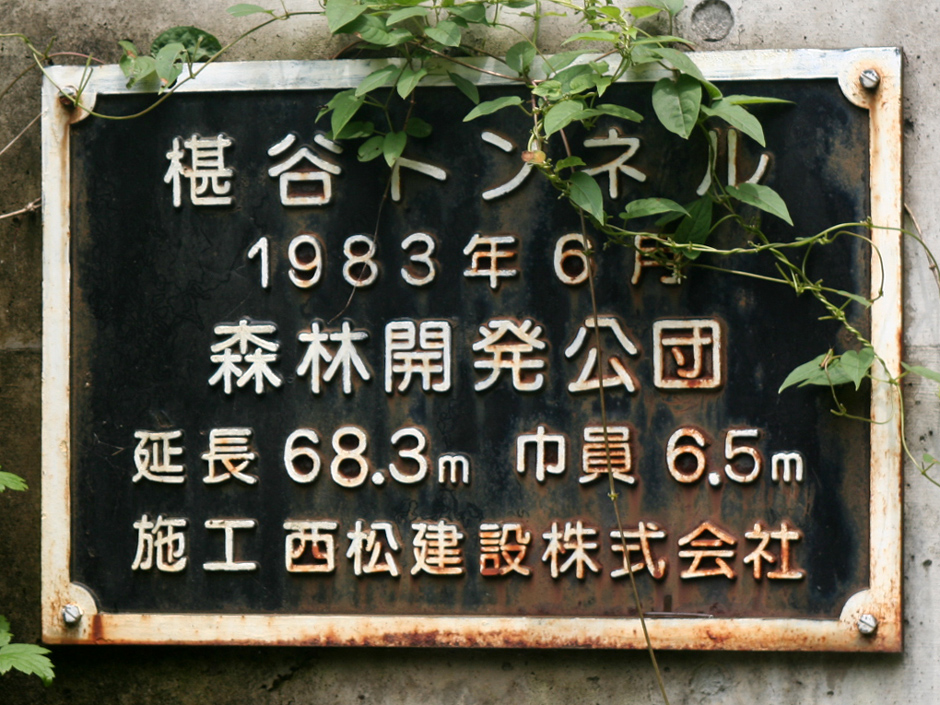 椹谷トンネル
1983年6月
森林開発公団
延長 68.3m 巾員 6.5m
施工 西松建設株式会社